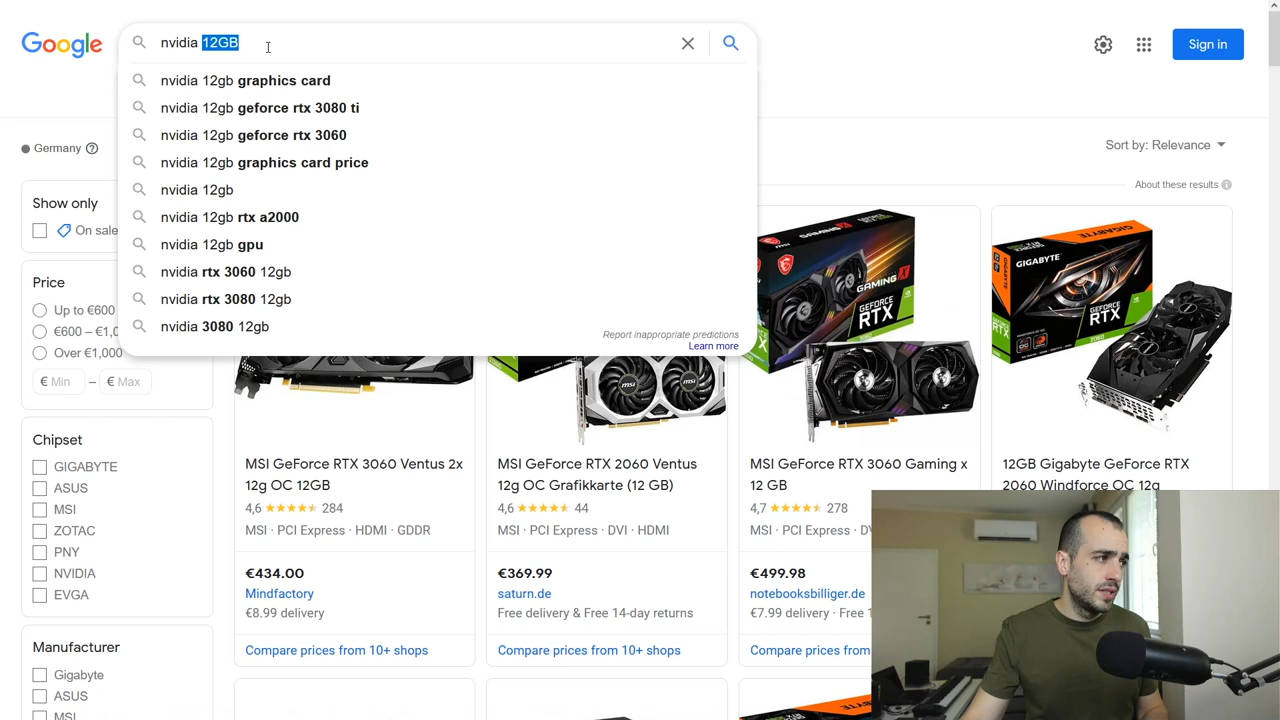 Google
nvidia 12GB
Sign in
nvidia 12gb graphics card
nvidia 12gb geforce rtx 3080 ti
nvidia 12gb geforce rtx 3060
nvidia 12gb graphics card price
nvidia 12gb
nvidia 12gb rtx a2000
nvidia 12gb gpu
nvidia rtx 3060 12gb
nvidia rtx 3080 12gb
nvidia 3080 12gb
Report inappropriate predictions
Learn more
Germany
Sort by: Relevance
About these results
Show only
On sale
Price
Up to €600
€600 – €1,0
Over €1,000
€ Min – € Max
Chipset
GIGABYTE
ASUS
MSI
ZOTAC
PNY
NVIDIA
EVGA
Manufacturer
Gigabyte
ASUS
MSI
GAMING X
GEFORCE
RTX
GIGABYTE
GEFORCE
RTX
MSI GeForce RTX 3060 Ventus 2x
12g OC 12GB
4,6 284
MSI · PCI Express · HDMI · GDDR
€434.00
Mindfactory
€8.99 delivery
Compare prices from 10+ shops
MSI GeForce RTX 2060 Ventus
12g OC Grafikkarte (12 GB)
4,6 44
MSI · PCI Express · DVI · HDMI
€369.99
saturn.de
Free delivery & Free 14-day returns
Compare prices from 10+ shops
MSI GeForce RTX 3060 Gaming x
12 GB
4,7 278
MSI · PCI Express · DV
€499.98
notebooksbilliger.de
€7.99 delivery · Free 1
Compare prices from
12GB Gigabyte GeForce RTX
2060 Windforce OC 12g